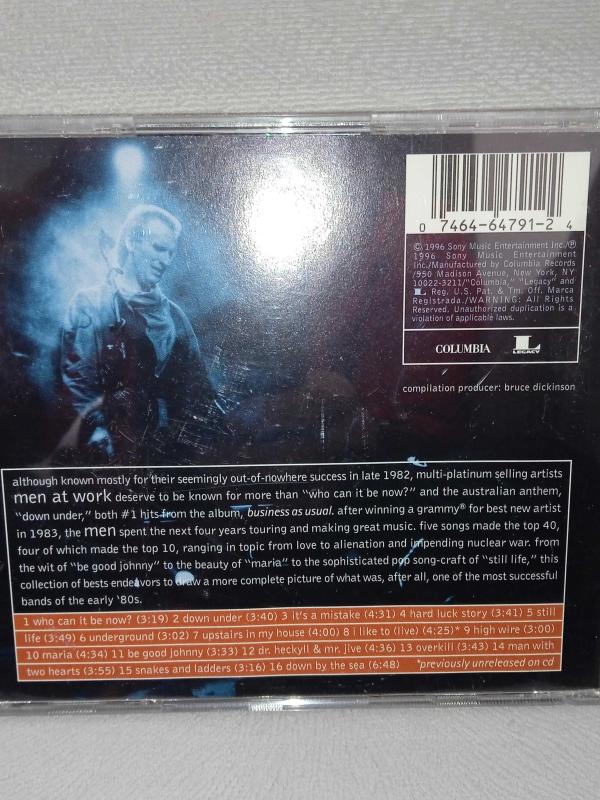 0 7464-64791-2 4
© 1996 Sony Music Entertainment Inc./℗
1996 Sony Music Entertainment
Inc./Manufactured by Columbia Records
/550 Madison Avenue, New York, NY
10022-3211/"Columbia," "Legacy" and
L Reg. U.S. Pat. & Tm. Off. Marca
Registrada./WARNING: All Rights
Reserved. Unauthorized duplication is a
violation of applicable laws.
COLUMBIA L LEGACY
compilation producer: bruce dickinson
although known mostly for their seemingly out-of-nowhere success in late 1982, multi-platinum selling artists
men at work deserve to be known for more than "who can it be now?" and the australian anthem,
"down under," both #1 hits from the album, business as usual. after winning a grammy® for best new artist
in 1983, the men spent the next four years touring and making great music. five songs made the top 40,
four of which made the top 10, ranging in topic from love to alienation and impending nuclear war. from
the wit of "be good johnny" to the beauty of "maria" to the sophisticated pop song-craft of "still life," this
collection of bests endeavors to draw a more complete picture of what was, after all, one of the most successful
bands of the early '80s.
1 who can it be now? (3:19) 2 down under (3:40) 3 it's a mistake (4:31) 4 hard luck story (3:41) 5 still
life (3:49) 6 underground (3:02) 7 upstairs in my house (4:00) 8 i like to (live) (4:25)* 9 high wire (3:00)
10 maria (4:34) 11 be good johnny (3:33) 12 dr. heckyll & mr. jive (4:36) 13 overkill (3:43) 14 man with
two hearts (3:55) 15 snakes and ladders (3:16) 16 down by the sea (6:48) *previously unreleased on cd